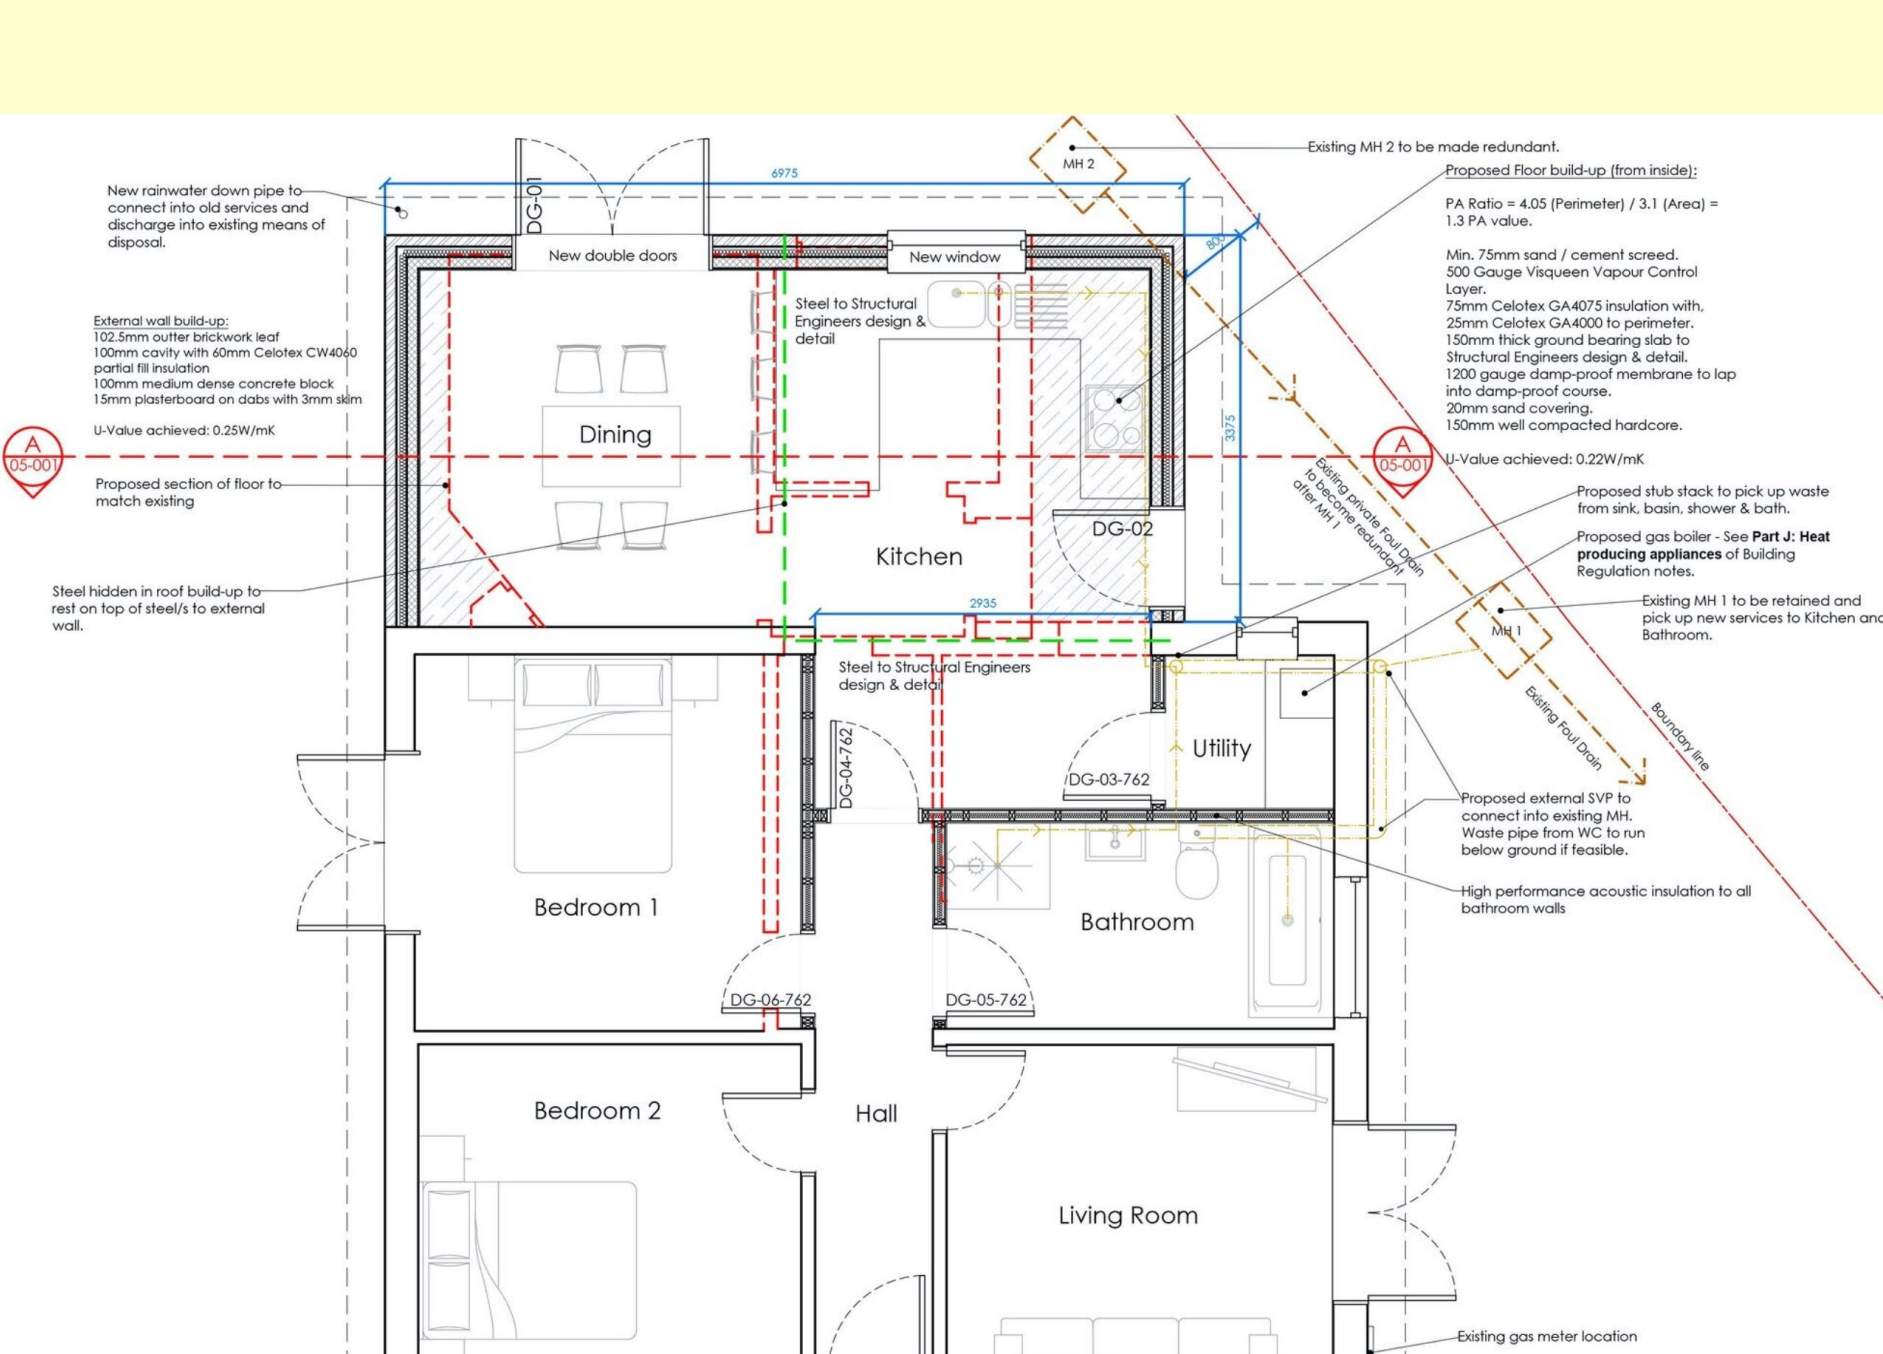 New rainwater down pipe to
connect into old services and
discharge into existing means of
disposal.
External wall build-up:
102.5mm outter brickwork leaf
100mm cavity with 60mm Celotex CW4060
partial fill insulation
100mm medium dense concrete block
15mm plasterboard on dabs with 3mm skim
U-Value achieved: 0.25W/mK
A
05-001
Proposed section of floor to
match existing
Steel hidden in roof build-up to
rest on top of steel/s to external
wall.
6975
DG-01
New double doors
New window
Steel to Structural
Engineers design &
detail
Dining
Kitchen
DG-02
2935
800
3375
MH 2
Existing MH 2 to be made redundant.
Proposed Floor build-up (from inside):
PA Ratio = 4.05 (Perimeter) / 3.1 (Area) =
1.3 PA value.
Min. 75mm sand / cement screed.
500 Gauge Visqueen Vapour Control
Layer.
75mm Celotex GA4075 insulation with,
25mm Celotex GA4000 to perimeter.
150mm thick ground bearing slab to
Structural Engineers design & detail.
1200 gauge damp-proof membrane to lap
into damp-proof course.
20mm sand covering.
150mm well compacted hardcore.
U-Value achieved: 0.22W/mK
A
05-001
Existing private Foul Drain
to become redundant
after MH 1
Proposed stub stack to pick up waste
from sink, basin, shower & bath.
Proposed gas boiler - See Part J: Heat
producing appliances of Building
Regulation notes.
Existing MH 1 to be retained and
pick up new services to Kitchen and
Bathroom.
MH 1
Existing Foul Drain
Boundary line
Steel to Structural Engineers
design & detail
DG-04-762
DG-03-762
Utility
Proposed external SVP to
connect into existing MH.
Waste pipe from WC to run
below ground if feasible.
High performance acoustic insulation to all
bathroom walls
Bedroom 1
Bathroom
DG-06-762
DG-05-762
Bedroom 2
Hall
Living Room
Existing gas meter location